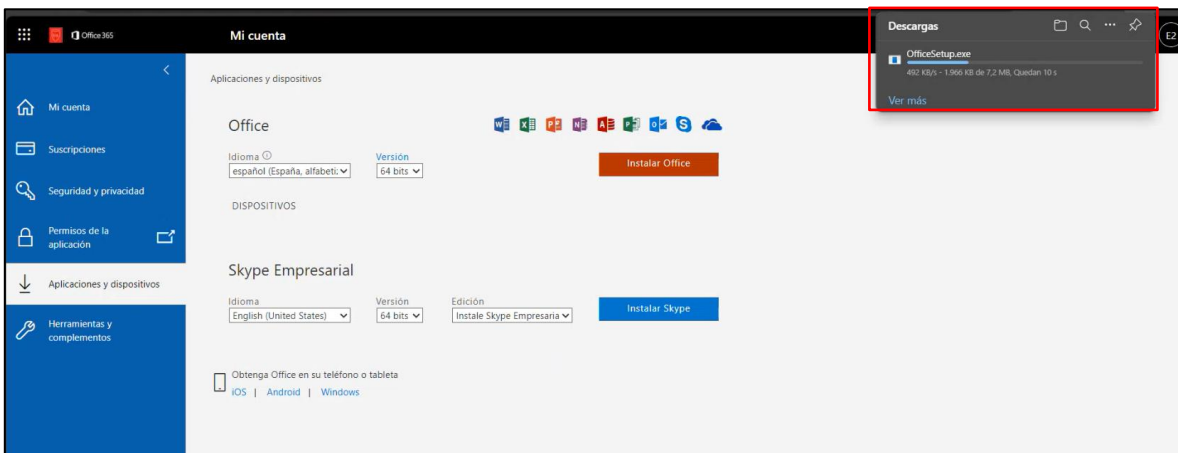 Office 365
Mi cuenta
Descargas
E2
OfficeSetup.exe
492 KB/s - 1.966 KB de 7,2 MB, Quedan 10 s
Ver más
Mi cuenta
Suscripciones
Seguridad y privacidad
Permisos de la
aplicación
Aplicaciones y dispositivos
Herramientas y
complementos
Aplicaciones y dispositivos
Office
Idioma
Versión
español (España, alfabeti:
64 bits
Instalar Office
DISPOSITIVOS
Skype Empresarial
Idioma
Versión
Edición
English (United States)
64 bits
Instale Skype Empresaria
Instalar Skype
Obtenga Office en su teléfono o tableta
iOS | Android | Windows